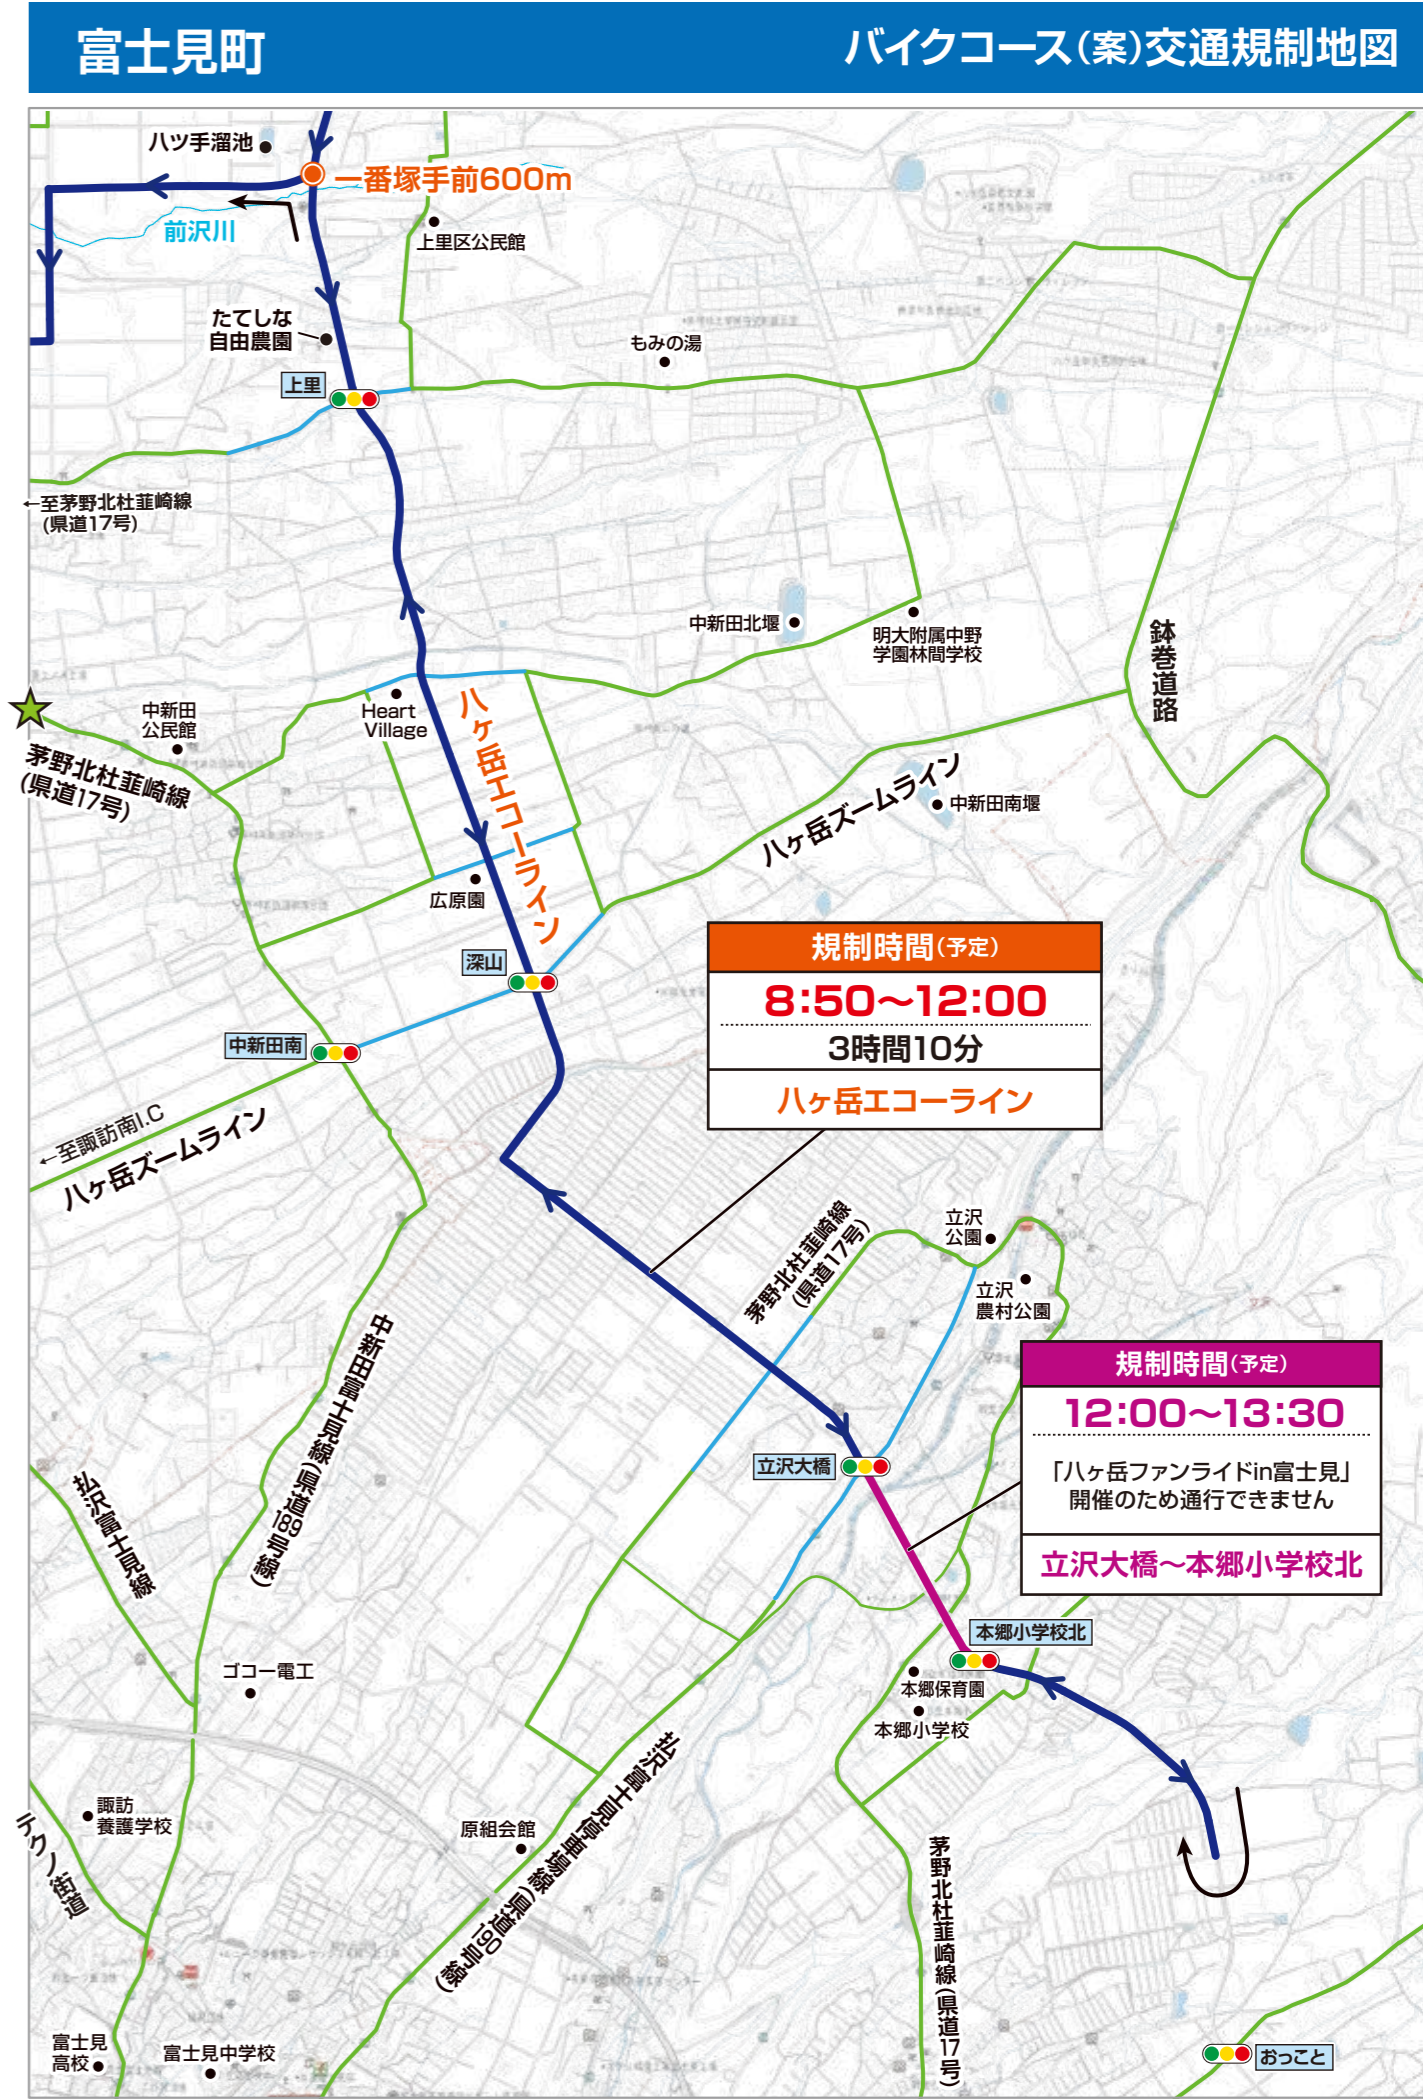 富士見町
バイクコース(案)交通規制地図
八ツ手溜池
一番塚手前600m
前沢川
上里区公民館
たてしな
自由農園
もみの湯
上里
←至茅野北杜韮崎線
(県道17号)
中新田北堰
明大附属中野
学園林間学校
鉢巻道路
中新田
公民館
Heart
Village
八ヶ岳エコーライン
茅野北杜韮崎線
(県道17号)
八ヶ岳ズームライン
中新田南堰
広原園
深山
規制時間(予定)
8:50〜12:00
3時間10分
八ヶ岳エコーライン
中新田南
←至諏訪南I.C
八ヶ岳ズームライン
茅野北杜韮崎線
(県道17号)
立沢
公園
立沢
農村公園
中新田富士見線(県道189号線)
規制時間(予定)
12:00〜13:30
「八ヶ岳ファンライドin富士見」
開催のため通行できません
立沢大橋〜本郷小学校北
立沢大橋
払沢富士見線
本郷小学校北
ゴコー電工
本郷保育園
本郷小学校
払沢富士見停車場線(県道190号線)
諏訪
養護学校
テクノ街道
原組会館
茅野北杜韮崎線(県道17号)
富士見
高校
富士見中学校
おっこと